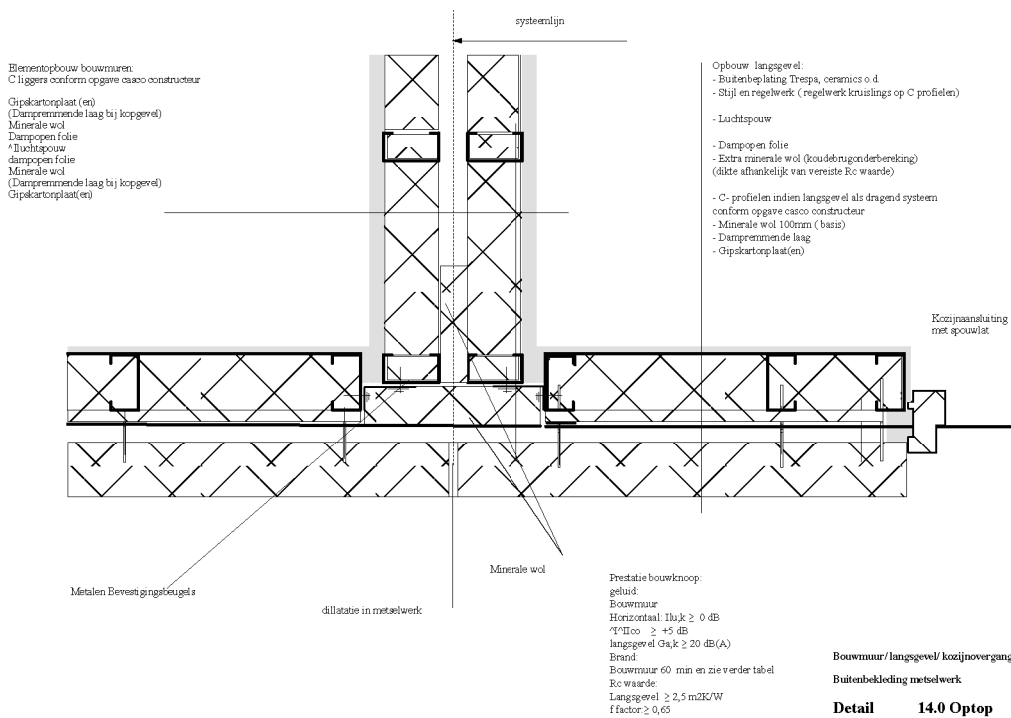 systeemlijn
Elementopbouw bouwmuren:
C liggers conform opgave casco constructeur
Gipskartonplaat (en)
(Dampremmende laag bij kopgevel)
Minerale wol
Dampopen folie
^Iluchtspouw
dampopen folie
Minerale wol
(Dampremmende laag bij kopgevel)
Gipskartonplaat(en)
Opbouw langsgevel:
- Buitenbeplating Trespa, ceramics o.d.
- Stijl en regelwerk ( regelwerk kruislings op C profielen)
- Luchtspouw
- Dampopen folie
- Extra minerale wol (koudebrugonderbereking)
(dikte afhankelijk van vereiste Rc waarde)
- C- profielen indien langsgevel als dragend systeem
conform opgave casco constructeur
- Minerale wol 100mm ( basis)
- Dampremmende laag
- Gipskartonplaat(en)
Kozijnaansluiting
met spouwlat
Minerale wol
Metalen Bevestigingsbeugels
dillatatie in metselwerk
Prestatie bouwknoop:
geluid:
Bouwmuur
Horizontaal: Ilu;k ≥ 0 dB
^I^IIco ≥ +5 dB
langsgevel Ga;k ≥ 20 dB(A)
Brand:
Bouwmuur 60 min en zie verder tabel
Rc waarde:
Langsgevel ≥ 2,5 m2K/W
f factor: ≥ 0,65
Bouwmuur/ langsgevel/ kozijnovergang
Buitenbekleding metselwerk
Detail 14.0 Optop